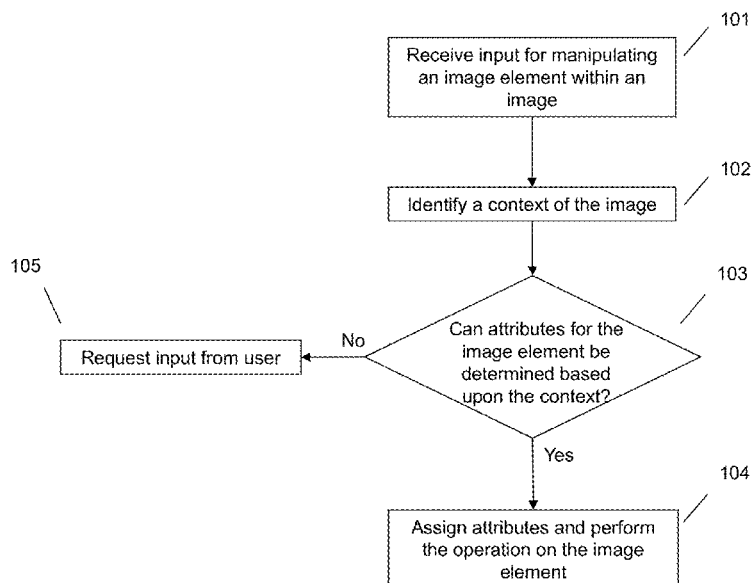 101
Receive input for manipulating
an image element within an
image
102
Identify a context of the image
103
105
Can attributes for the
image element be
determined based
upon the context?
No
Request input from user
Yes
104
Assign attributes and perform
the operation on the image
element